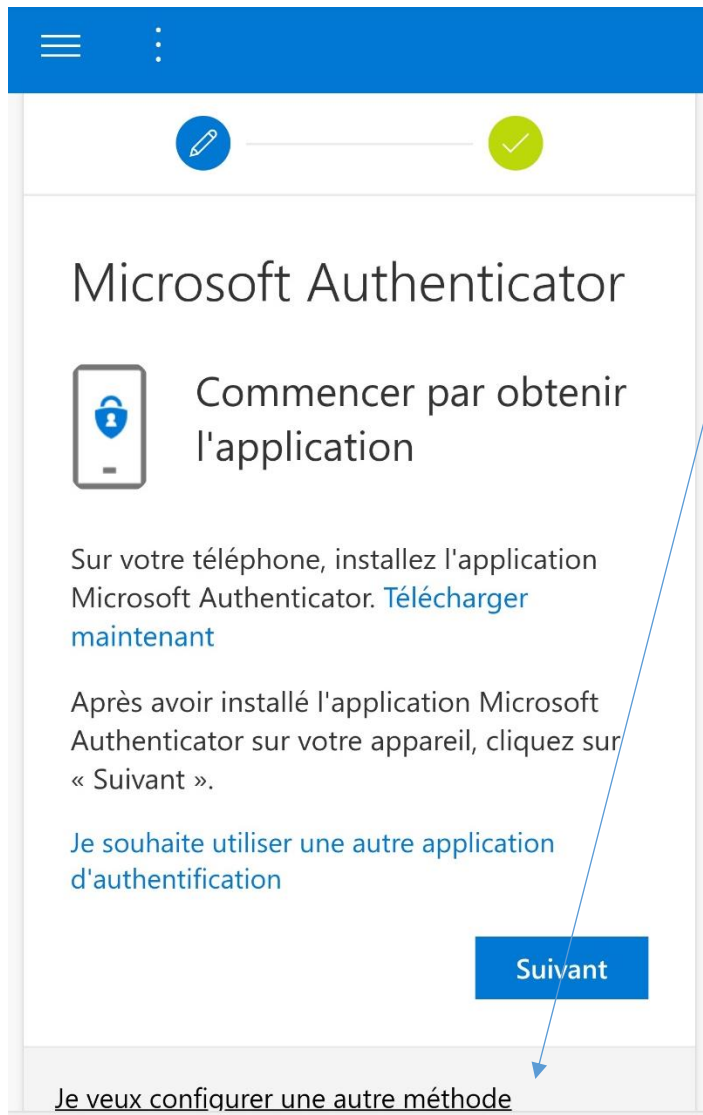 Microsoft Authenticator
Commencer par obtenir
l'application
Sur votre téléphone, installez l'application
Microsoft Authenticator. Télécharger
maintenant
Après avoir installé l'application Microsoft
Authenticator sur votre appareil, cliquez sur
« Suivant ».
Je souhaite utiliser une autre application
d'authentification
Suivant
Je veux configurer une autre méthode